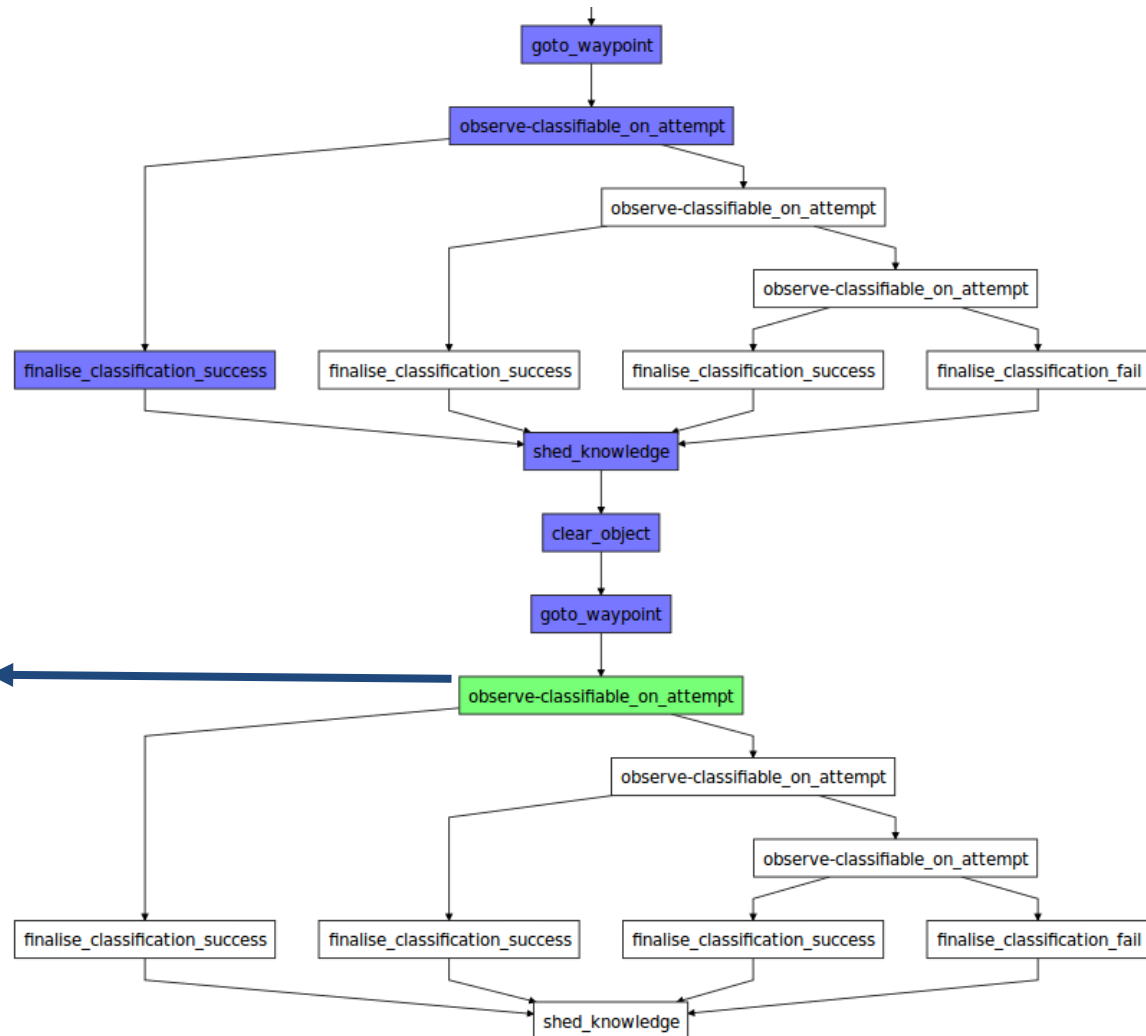 goto_waypoint
observe-classifiable_on_attempt
observe-classifiable_on_attempt
observe-classifiable_on_attempt
finalise_classification_success
finalise_classification_success
finalise_classification_success
finalise_classification_fail
shed_knowledge
clear_object
goto_waypoint
observe-classifiable_on_attempt
observe-classifiable_on_attempt
observe-classifiable_on_attempt
finalise_classification_success
finalise_classification_success
finalise_classification_success
finalise_classification_fail
shed_knowledge